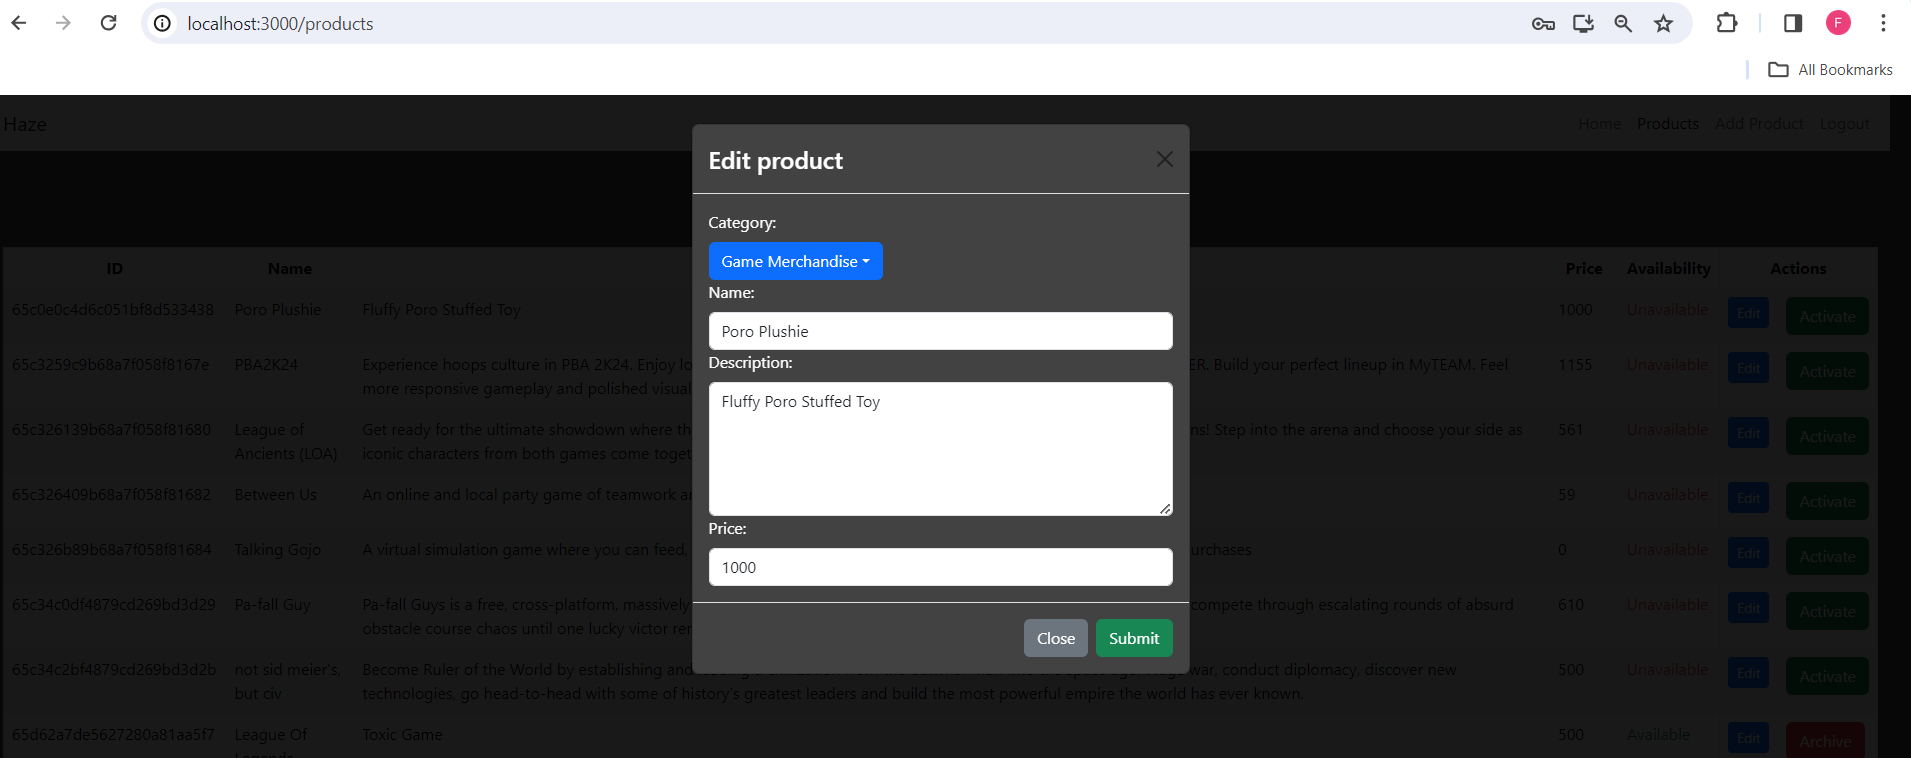 localhost:3000/products
F
All Bookmarks
Haze
Home Products Add Product Logout
Edit product
Category:
Game Merchandise
Name:
Poro Plushie
Description:
Fluffy Poro Stuffed Toy
Price:
1000
Close Submit
ID Name Price Availability Actions
65c0e0c4d6c051bf8d533438 Poro Plushie Fluffy Poro Stuffed Toy 1000 Unavailable Edit Activate
65c3259c9b68a7f058f8167e PBA2K24 Experience hoops culture in PBA 2K24. Enjoy lo ER. Build your perfect lineup in MyTEAM. Feel 1155 Unavailable Edit Activate
more responsive gameplay and polished visual
65c326139b68a7f058f81680 League of Get ready for the ultimate showdown where th ns! Step into the arena and choose your side as 561 Unavailable Edit Activate
Ancients (LOA) iconic characters from both games come toget
65c326409b68a7f058f81682 Between Us An online and local party game of teamwork a 59 Unavailable Edit Activate
65c326b89b68a7f058f81684 Talking Gojo A virtual simulation game where you can feed, urchases 0 Unavailable Edit Activate
65c34c0df4879cd269bd3d29 Pa-fall Guy Pa-fall Guys is a free, cross-platform, massively compete through escalating rounds of absurd 610 Unavailable Edit Activate
obstacle course chaos until one lucky victor re
65c34c2bf4879cd269bd3d2b not sid meier's, Become Ruler of the World by establishing and war, conduct diplomacy, discover new 500 Unavailable Edit Activate
but civ technologies, go head-to-head with some of history's greatest leaders and build the most powerful empire the world has ever known.
65d62a7de5627280a81aa5f7 League Of Toxic Game 500 Available Edit Archive
Legends